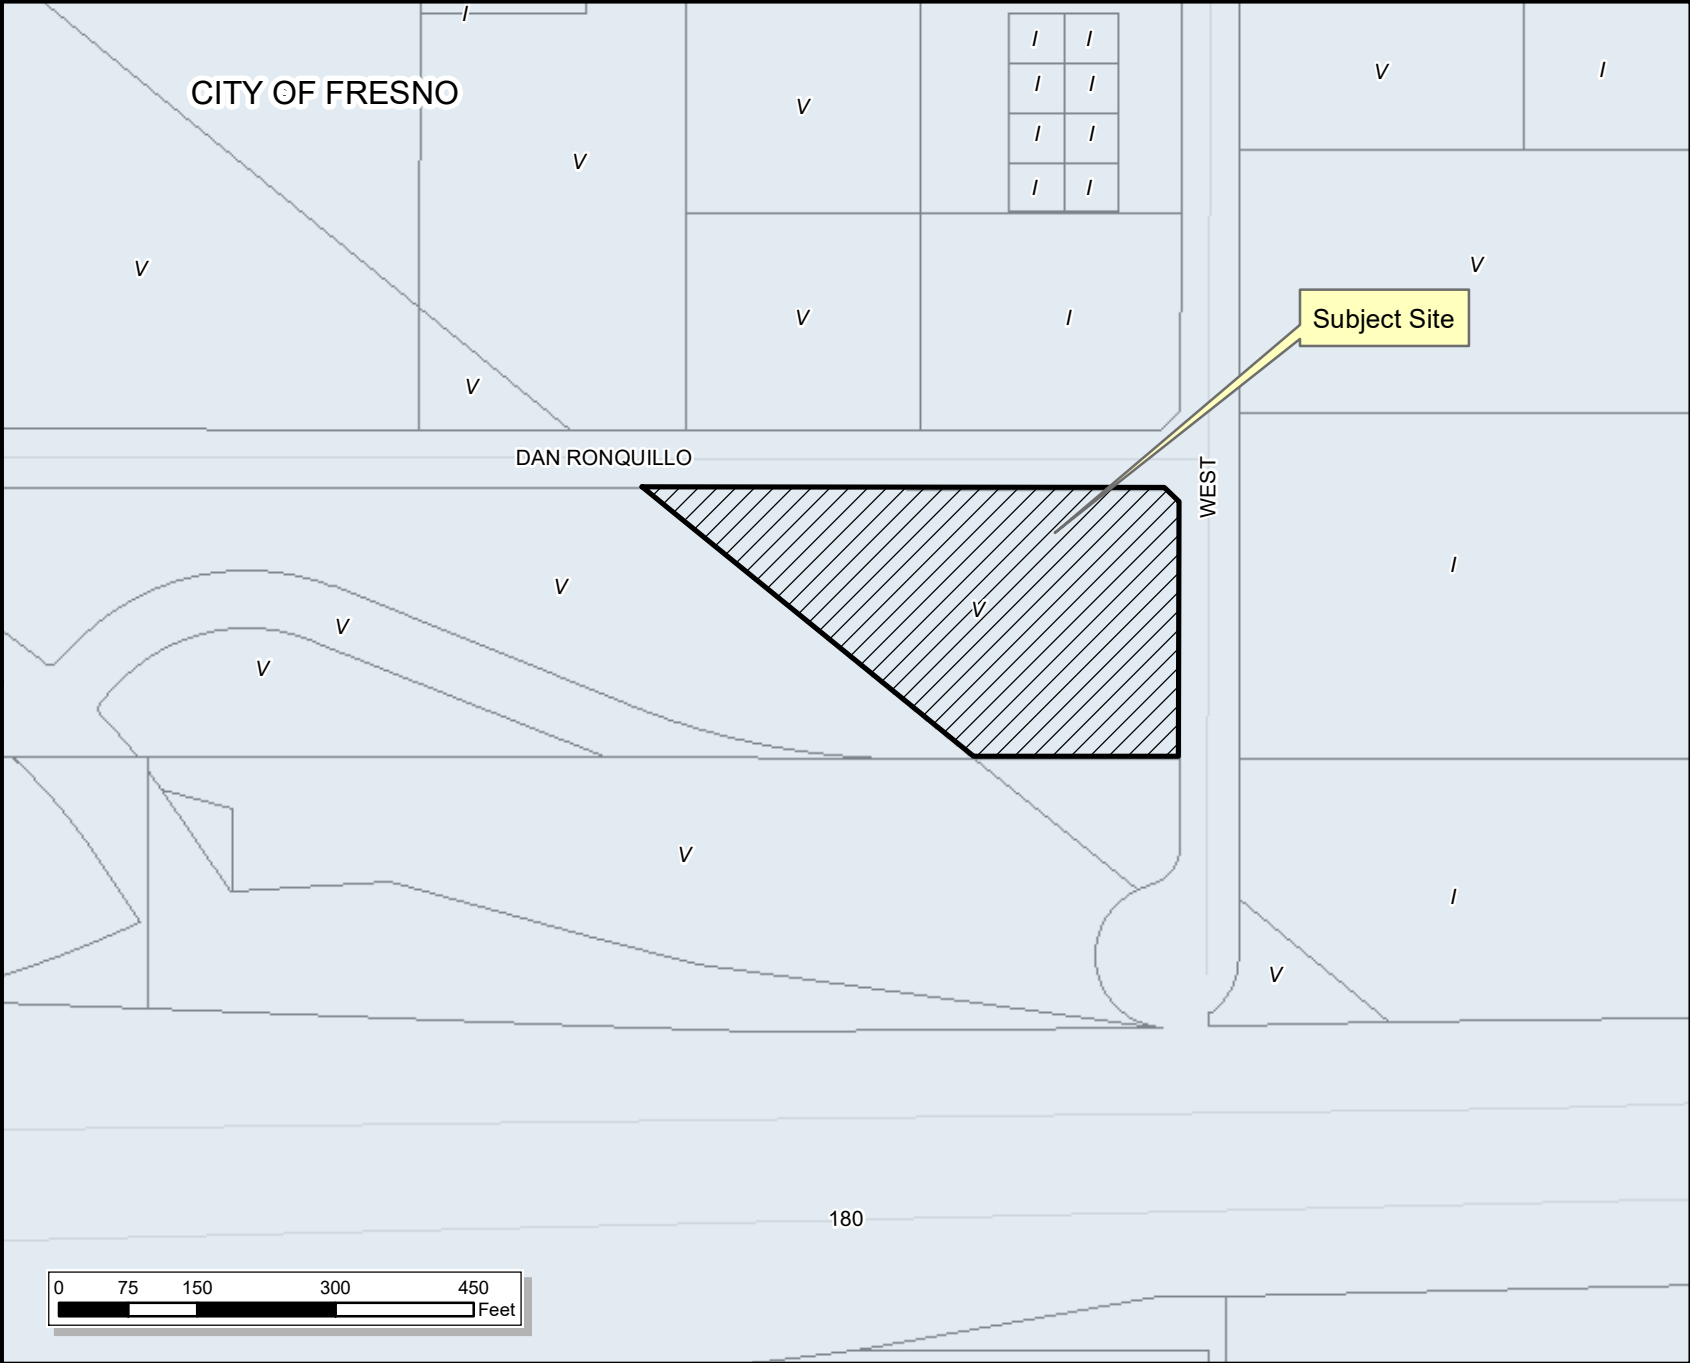 I
CITY OF FRESNO
I I
V I
I I
V
I I
V
I I
V
V
V
V I
Subject Site
V
DAN RONQUILLO
WEST
I
V
V
V
V
V
I
V
180
0 75 150 300 450
Feet